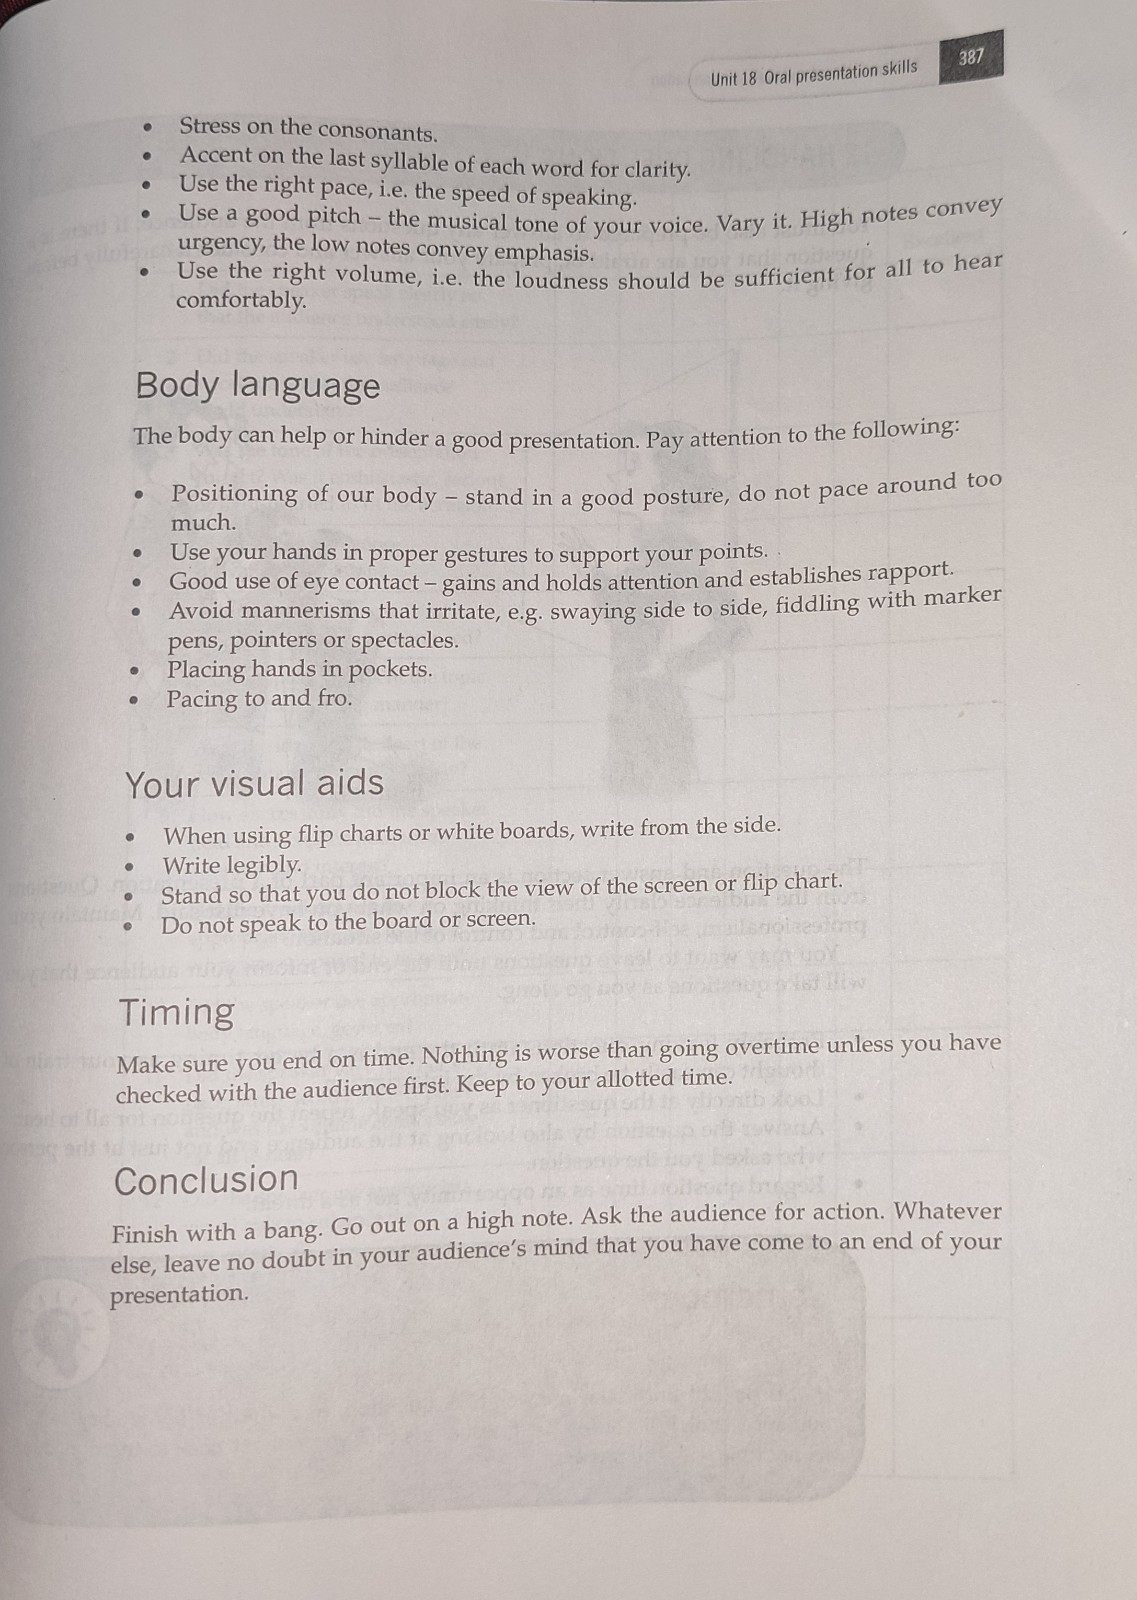 Unit 18 Oral presentation skills 387
• Stress on the consonants.
• Accent on the last syllable of each word for clarity.
• Use the right pace, i.e. the speed of speaking.
• Use a good pitch – the musical tone of your voice. Vary it. High notes convey
urgency, the low notes convey emphasis.
• Use the right volume, i.e. the loudness should be sufficient for all to hear
comfortably.
Body language
The body can help or hinder a good presentation. Pay attention to the following:
• Positioning of our body – stand in a good posture, do not pace around too
much.
• Use your hands in proper gestures to support your points.
• Good use of eye contact – gains and holds attention and establishes rapport.
• Avoid mannerisms that irritate, e.g. swaying side to side, fiddling with marker
pens, pointers or spectacles.
• Placing hands in pockets.
• Pacing to and fro.
Your visual aids
• When using flip charts or white boards, write from the side.
• Write legibly.
• Stand so that you do not block the view of the screen or flip chart.
• Do not speak to the board or screen.
Timing
Make sure you end on time. Nothing is worse than going overtime unless you have
checked with the audience first. Keep to your allotted time.
Conclusion
Finish with a bang. Go out on a high note. Ask the audience for action. Whatever
else, leave no doubt in your audience's mind that you have come to an end of your
presentation.